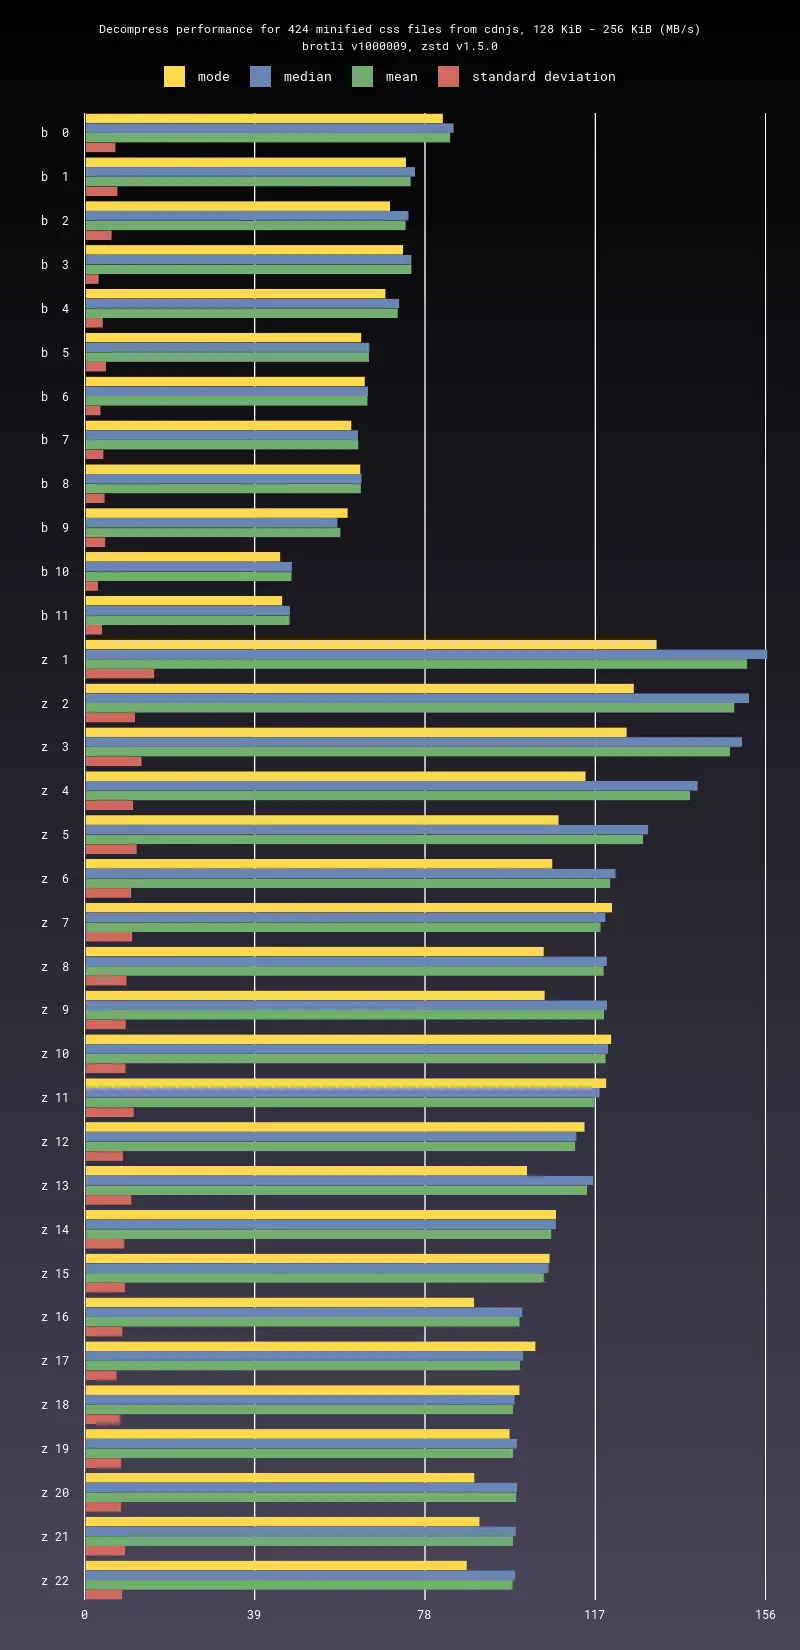 Decompress performance for 424 minified css files from cdnjs, 128 KiB - 256 KiB (MB/s)
brotli v1000009, zstd v1.5.0
mode median mean standard deviation
b 0
b 1
b 2
b 3
b 4
b 5
b 6
b 7
b 8
b 9
b 10
b 11
z 1
z 2
z 3
z 4
z 5
z 6
z 7
z 8
z 9
z 10
z 11
z 12
z 13
z 14
z 15
z 16
z 17
z 18
z 19
z 20
z 21
z 22
0 39 78 117 156